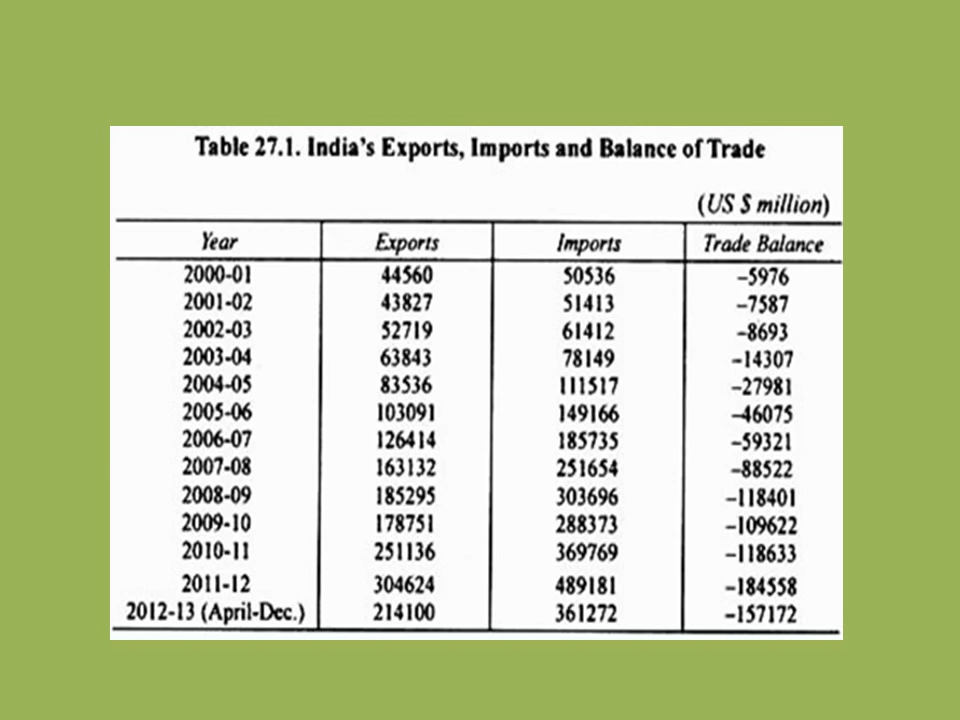 Table 27.1. India's Exports, Imports and Balance of Trade
(US $ million)
Year Exports Imports Trade Balance
2000-01 44560 50536 –5976
2001-02 43827 51413 –7587
2002-03 52719 61412 –8693
2003-04 63843 78149 –14307
2004-05 83536 111517 –27981
2005-06 103091 149166 –46075
2006-07 126414 185735 –59321
2007-08 163132 251654 –88522
2008-09 185295 303696 –118401
2009-10 178751 288373 –109622
2010-11 251136 369769 –118633
2011-12 304624 489181 –184558
2012-13 (April-Dec.) 214100 361272 –157172